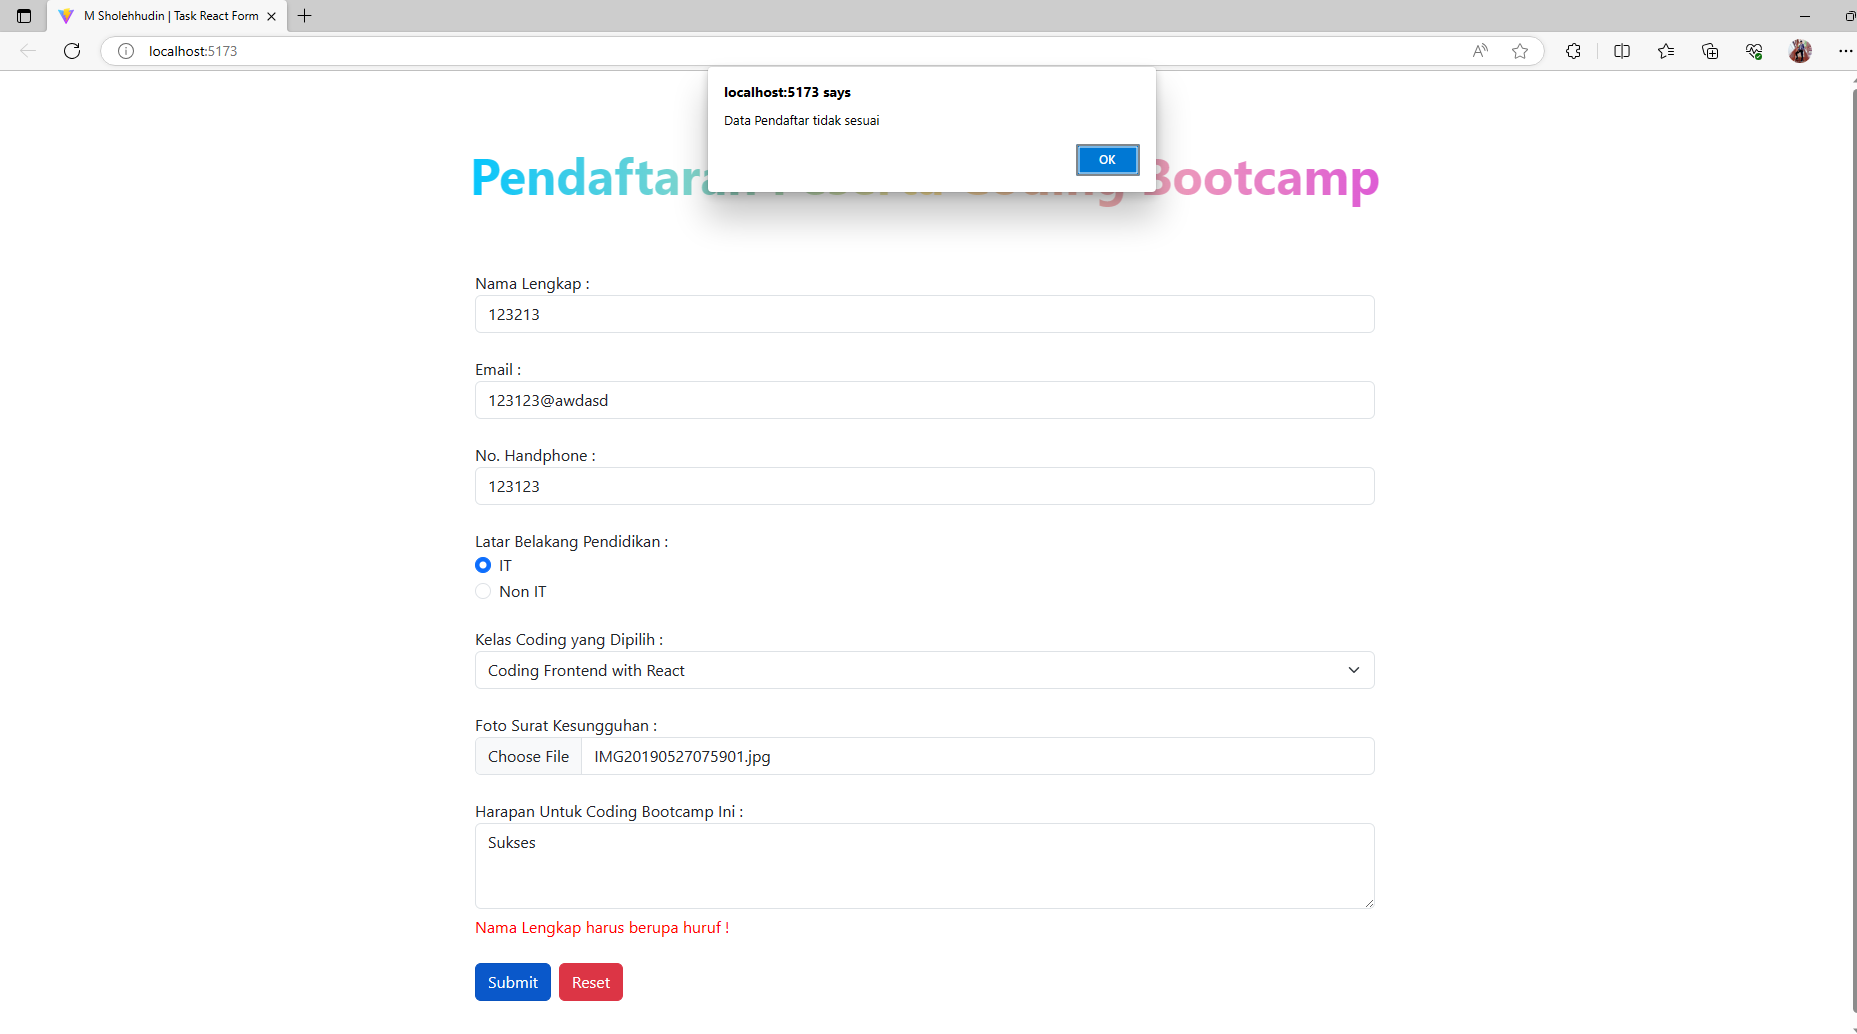 M Sholehhudin | Task React Form
localhost:5173
localhost:5173 says
Data Pendaftar tidak sesuai
OK
Pendaftaran Peserta Coding Bootcamp
Nama Lengkap :
123213
Email :
123123@awdasd
No. Handphone :
123123
Latar Belakang Pendidikan :
IT
Non IT
Kelas Coding yang Dipilih :
Coding Frontend with React
Foto Surat Kesungguhan :
Choose File IMG20190527075901.jpg
Harapan Untuk Coding Bootcamp Ini :
Sukses
Nama Lengkap harus berupa huruf !
Submit Reset